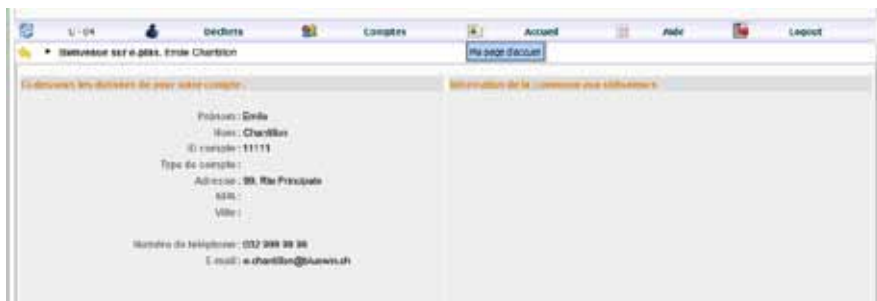 U - 04 Déchets Comptes Accueil Aide Logout
Bienvenue sur e-plas. Emile Chantillon
Ma page d'accueil
Ci-dessous les données de pour votre compte :
Information de la commune aux utilisateurs
Prénom : Emile
Nom : Chantillon
ID compte : 11111
Type de compte :
Adresse : 99, Rte Principale
NPA :
Ville :
Numéro de téléphone : 032 999 99 99
E-mail : e.chantillon@bluewin.ch